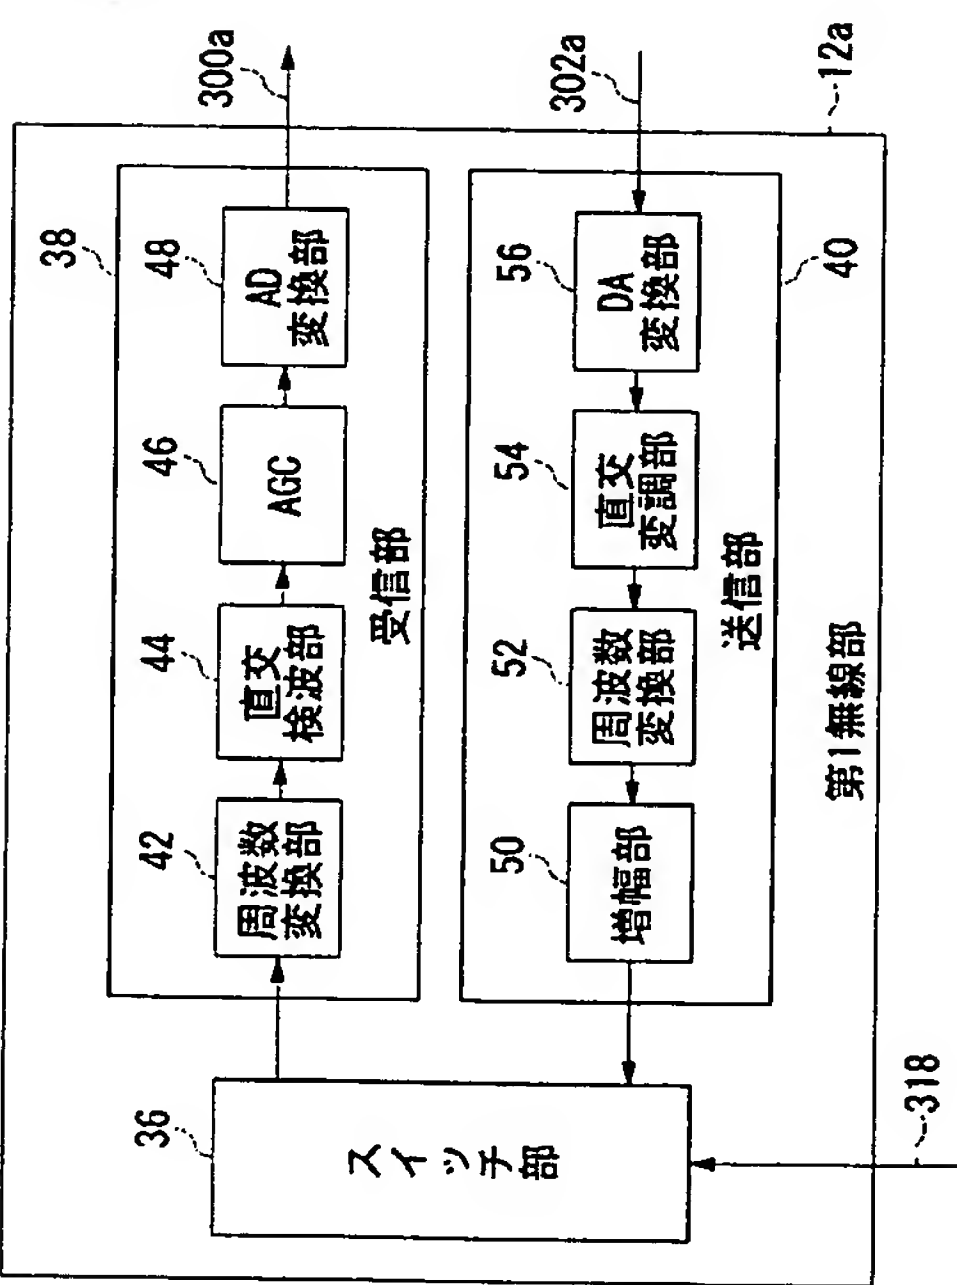 36
スイッチ部
318
38
42
周波数
変換部
44
直交
検波部
46
AGC
48
AD
変換部
受信部
300a
50
増幅部
52
周波数
変換部
54
直交
変調部
56
DA
変換部
送信部
40
302a
第1無線部
12a